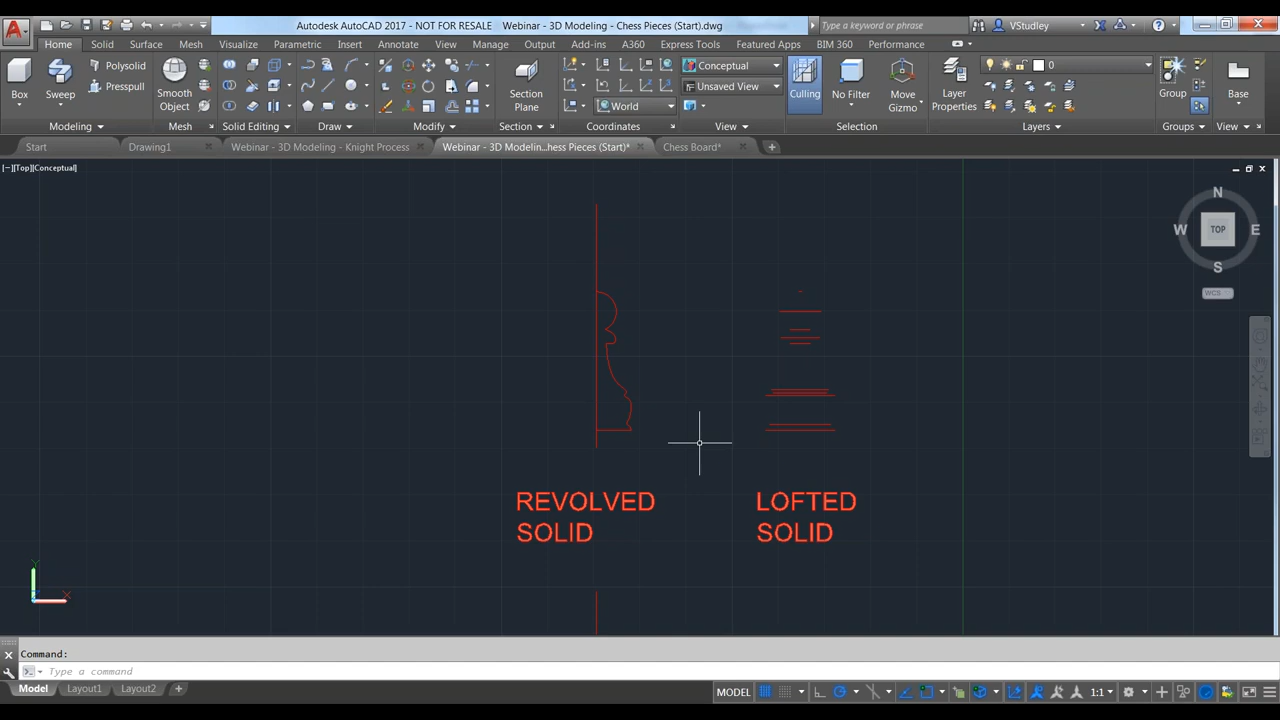 Autodesk AutoCAD 2017 - NOT FOR RESALE Webinar - 3D Modeling - Chess Pieces (Start).dwg
Type a keyword or phrase
VStudley
Home Solid Surface Mesh Visualize Parametric Insert Annotate View Manage Output Add-ins A360 Express Tools Featured Apps BIM 360 Performance
Box
Sweep
Polysolid
Presspull
Smooth
Object
Section
Plane
World
Conceptual
Unsaved View
Culling
No Filter
Move
Gizmo
Layer
Properties
0
Group
Base
Modeling Mesh Solid Editing Draw Modify Section Coordinates View Selection Layers Groups View
Start Drawing1 Webinar - 3D Modeling - Knight Process Webinar - 3D Modelin...hess Pieces (Start)* Chess Board*
[−][Top][Conceptual]
N
W TOP E
S
WCS
REVOLVED
SOLID
LOFTED
SOLID
Y
X
Command:
Type a command
Model Layout1 Layout2
MODEL
1:1